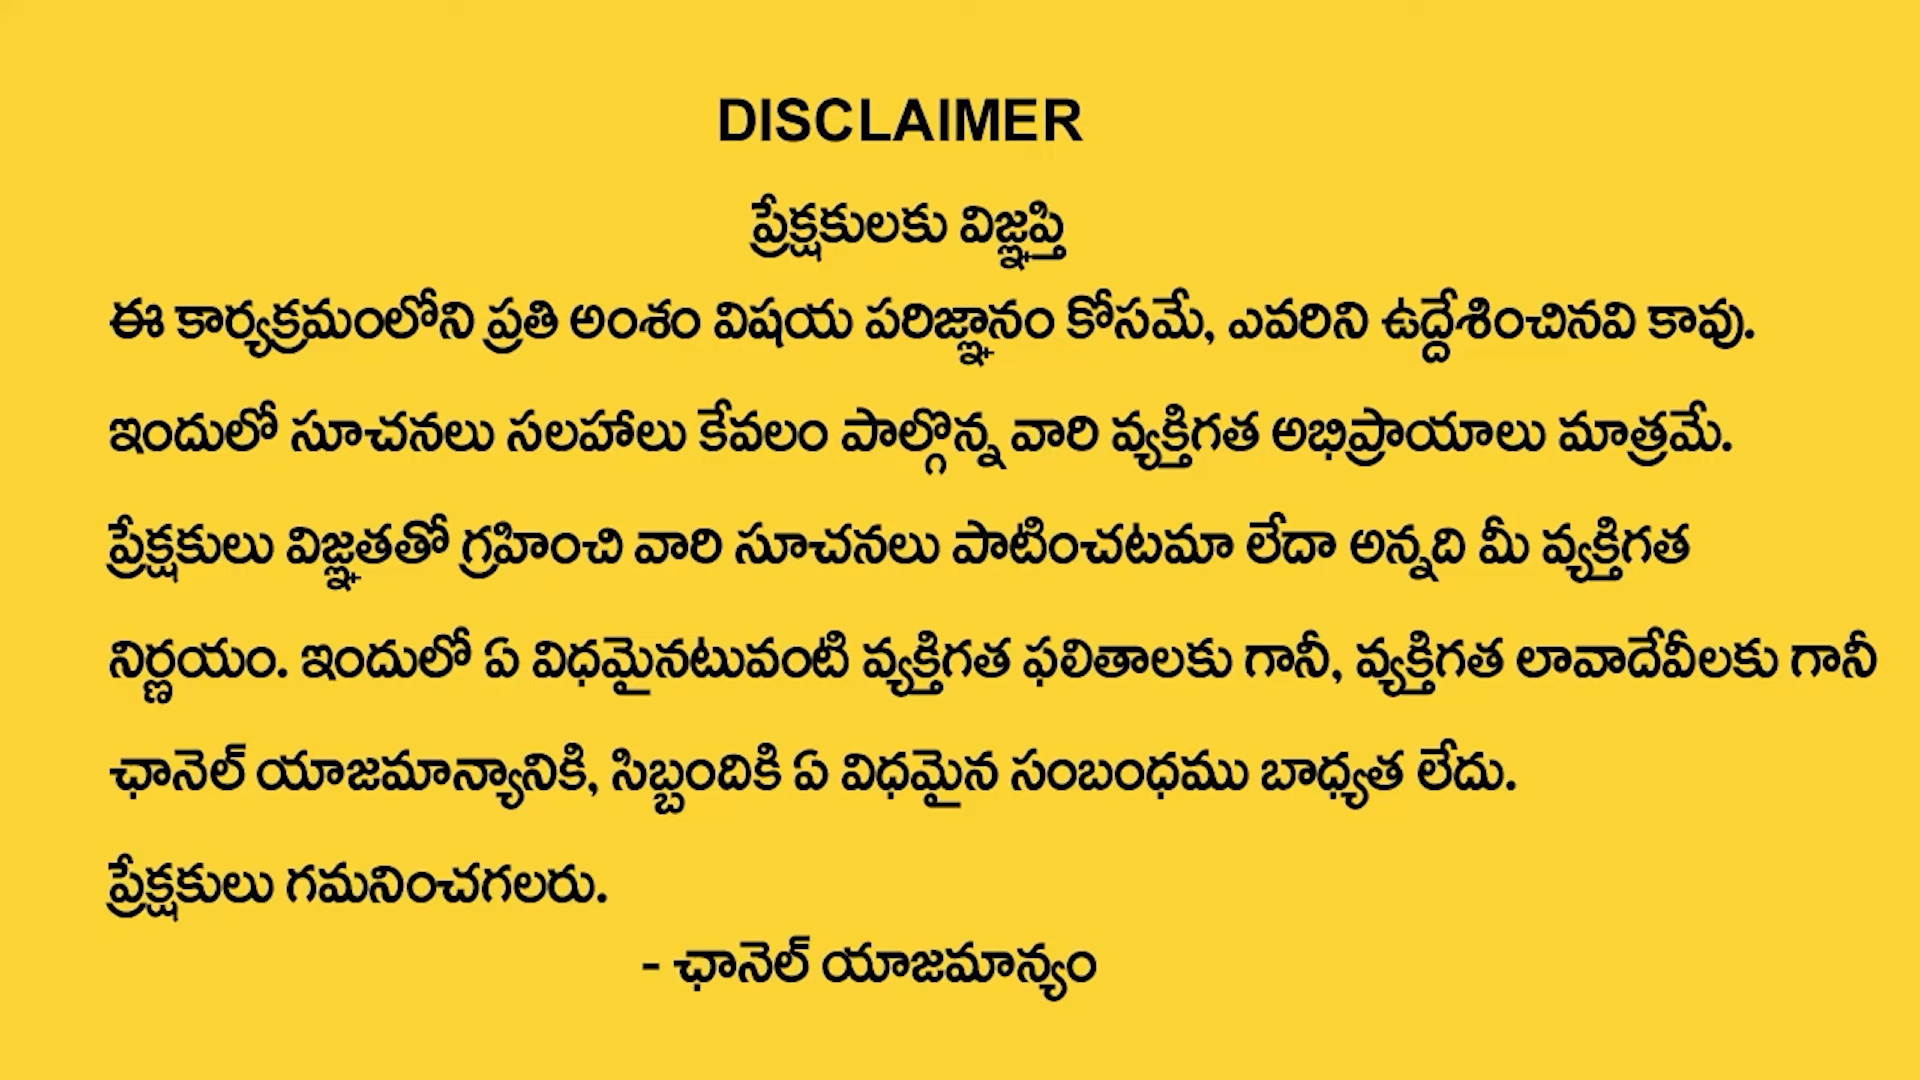 DISCLAIMER
ప్రేక్షకులకు విజ్ఞప్తి
ఈ కార్యక్రమంలోని ప్రతి అంశం విషయ పరిజ్ఞానం కోసమే, ఎవరిని ఉద్దేశించినవి కావు.
ఇందులో సూచనలు సలహాలు కేవలం పాల్గొన్న వారి వ్యక్తిగత అభిప్రాయాలు మాత్రమే.
ప్రేక్షకులు విజ్ఞతతో గ్రహించి వారి సూచనలు పాటించటమా లేదా అన్నది మీ వ్యక్తిగత
నిర్ణయం. ఇందులో ఏ విధమైనటువంటి వ్యక్తిగత ఫలితాలకు గానీ, వ్యక్తిగత లావాదేవీలకు గానీ
ఛానెల్ యాజమాన్యానికి, సిబ్బందికి ఏ విధమైన సంబంధము బాధ్యత లేదు.
ప్రేక్షకులు గమనించగలరు.
- ఛానెల్ యాజమాన్యం